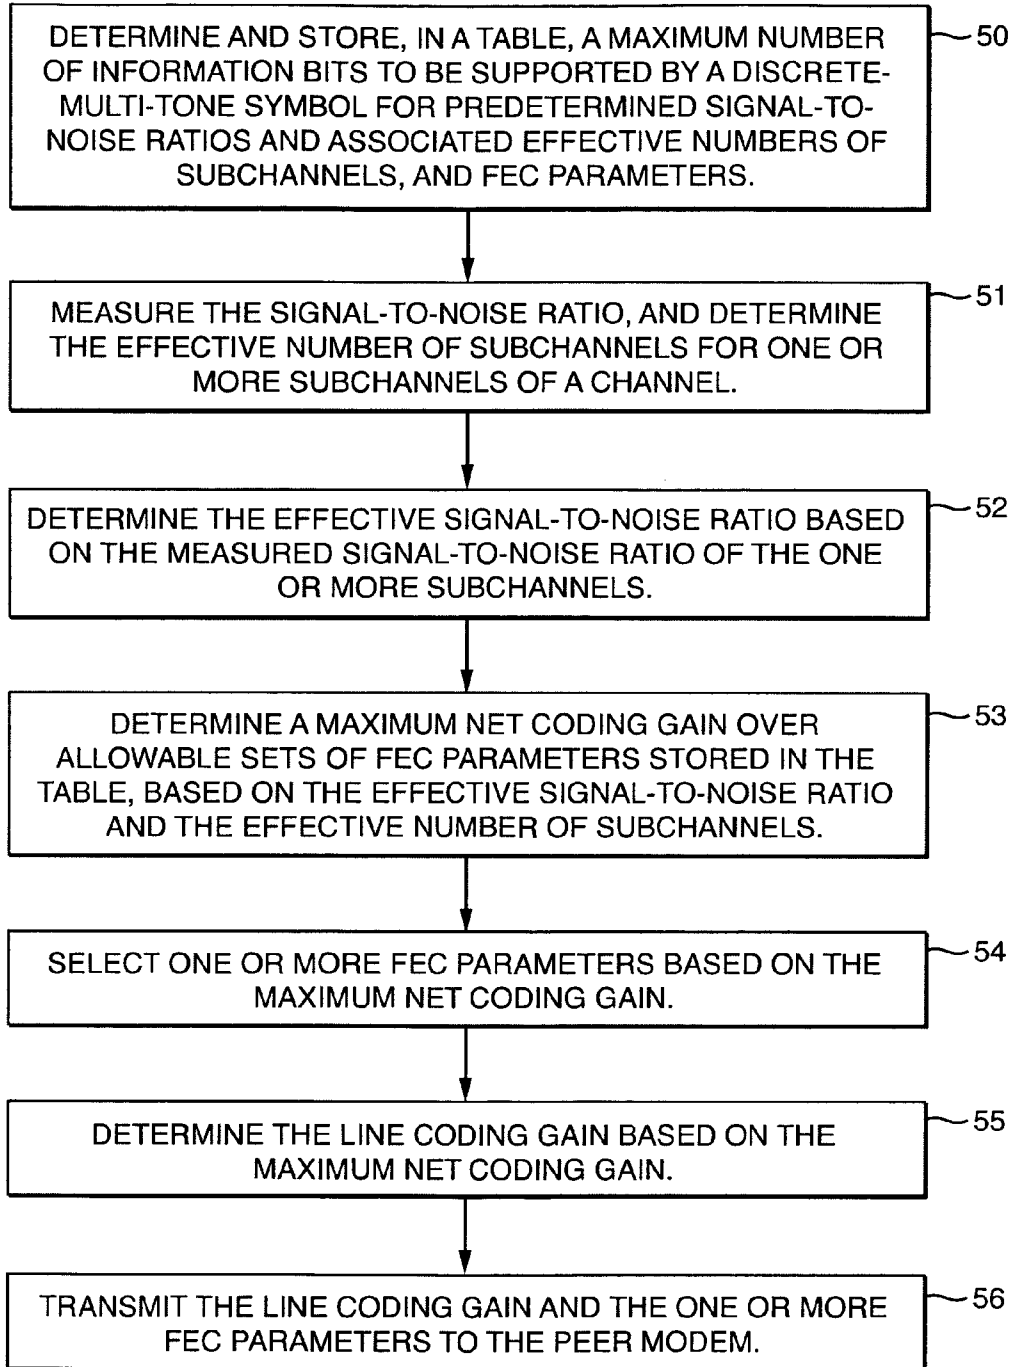 DETERMINE AND STORE, IN A TABLE, A MAXIMUM NUMBER
OF INFORMATION BITS TO BE SUPPORTED BY A DISCRETE-
MULTI-TONE SYMBOL FOR PREDETERMINED SIGNAL-TO-
NOISE RATIOS AND ASSOCIATED EFFECTIVE NUMBERS OF
SUBCHANNELS, AND FEC PARAMETERS.
50
MEASURE THE SIGNAL-TO-NOISE RATIO, AND DETERMINE
THE EFFECTIVE NUMBER OF SUBCHANNELS FOR ONE OR
MORE SUBCHANNELS OF A CHANNEL.
51
DETERMINE THE EFFECTIVE SIGNAL-TO-NOISE RATIO BASED
ON THE MEASURED SIGNAL-TO-NOISE RATIO OF THE ONE
OR MORE SUBCHANNELS.
52
DETERMINE A MAXIMUM NET CODING GAIN OVER
ALLOWABLE SETS OF FEC PARAMETERS STORED IN THE
TABLE, BASED ON THE EFFECTIVE SIGNAL-TO-NOISE RATIO
AND THE EFFECTIVE NUMBER OF SUBCHANNELS.
53
SELECT ONE OR MORE FEC PARAMETERS BASED ON THE
MAXIMUM NET CODING GAIN.
54
DETERMINE THE LINE CODING GAIN BASED ON THE
MAXIMUM NET CODING GAIN.
55
TRANSMIT THE LINE CODING GAIN AND THE ONE OR MORE
FEC PARAMETERS TO THE PEER MODEM.
56